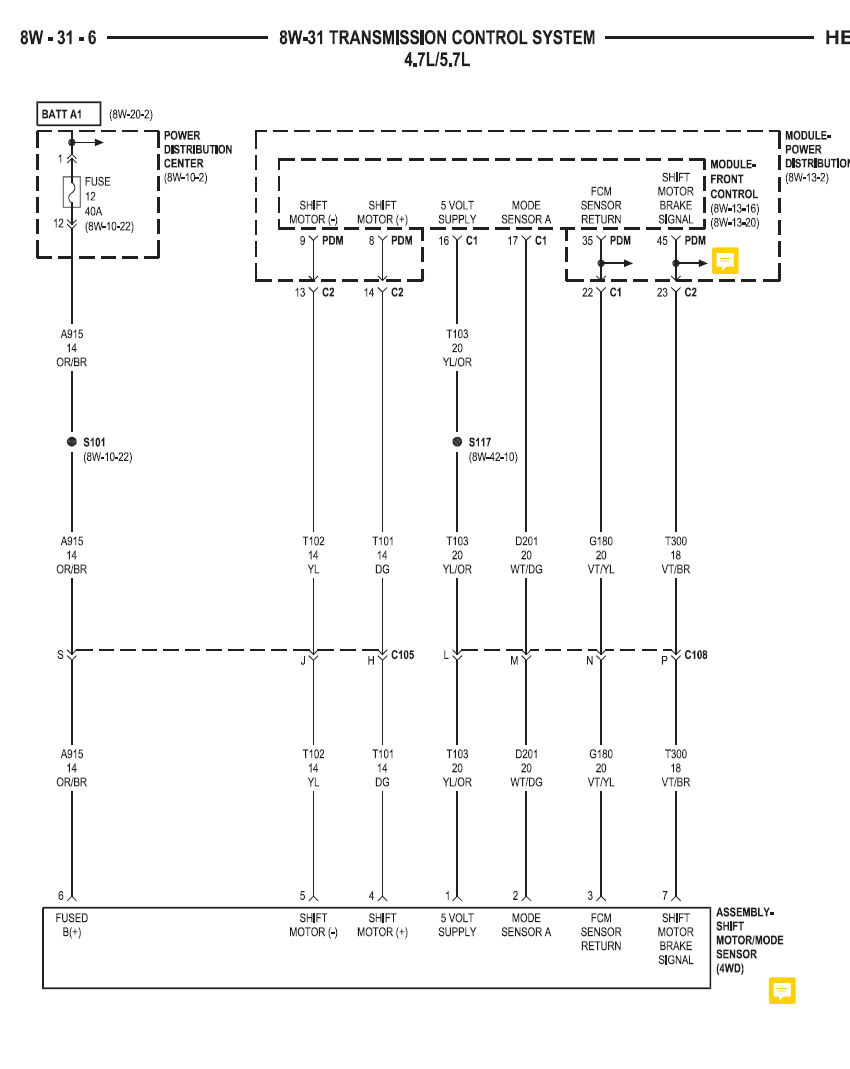 8W - 31 - 6
8W-31 TRANSMISSION CONTROL SYSTEM
HE
4.7L/5.7L
BATT A1
(8W-20-2)
POWER
DISTRIBUTION
CENTER
(8W-10-2)
1
FUSE
12
40A
(8W-10-22)
12
MODULE-
POWER
DISTRIBUTION
(8W-13-2)
MODULE-
FRONT
CONTROL
(8W-13-16)
(8W-13-20)
SHIFT
MOTOR (-)
SHIFT
MOTOR (+)
5 VOLT
SUPPLY
MODE
SENSOR A
FCM
SENSOR
RETURN
SHIFT
MOTOR
BRAKE
SIGNAL
9 PDM
8 PDM
16 C1
17 C1
35 PDM
45 PDM
13 C2
14 C2
22 C1
23 C2
A915
14
OR/BR
T103
20
YL/OR
S101
(8W-10-22)
S117
(8W-42-10)
A915
14
OR/BR
T102
14
YL
T101
14
DG
T103
20
YL/OR
D201
20
WT/DG
G180
20
VT/YL
T300
18
VT/BR
S
J
H
C105
L
M
N
P
C108
A915
14
OR/BR
T102
14
YL
T101
14
DG
T103
20
YL/OR
D201
20
WT/DG
G180
20
VT/YL
T300
18
VT/BR
6
5
4
1
2
3
7
FUSED
B(+)
SHIFT
MOTOR (-)
SHIFT
MOTOR (+)
5 VOLT
SUPPLY
MODE
SENSOR A
FCM
SENSOR
RETURN
SHIFT
MOTOR
BRAKE
SIGNAL
ASSEMBLY-
SHIFT
MOTOR/MODE
SENSOR
(4WD)